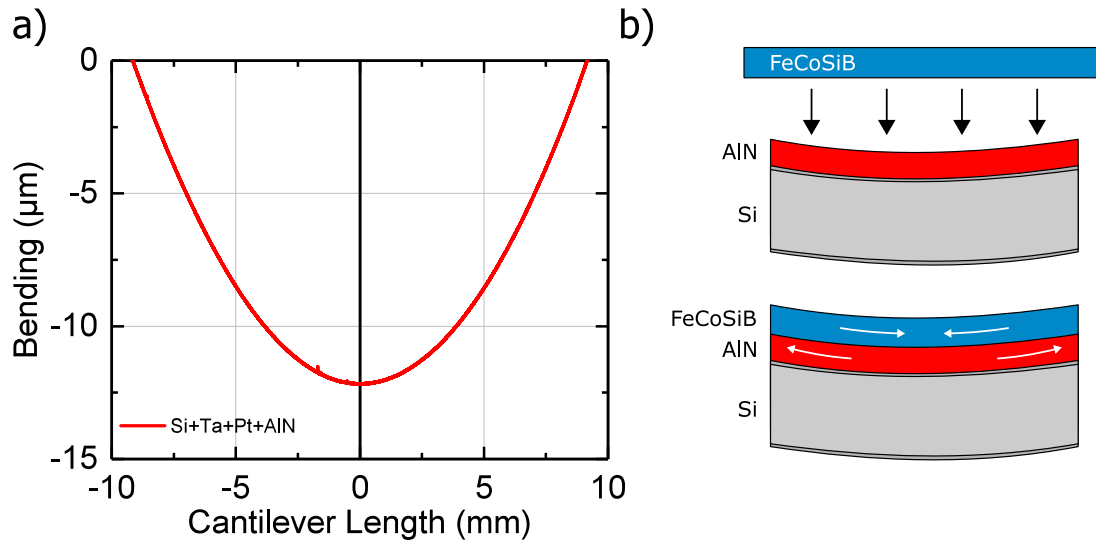 a)
0
-5
-10
-15
Bending (μm)
Si+Ta+Pt+AlN
-10
-5
0
5
10
Cantilever Length (mm)
b)
FeCoSiB
AlN
Si
FeCoSiB
AlN
Si